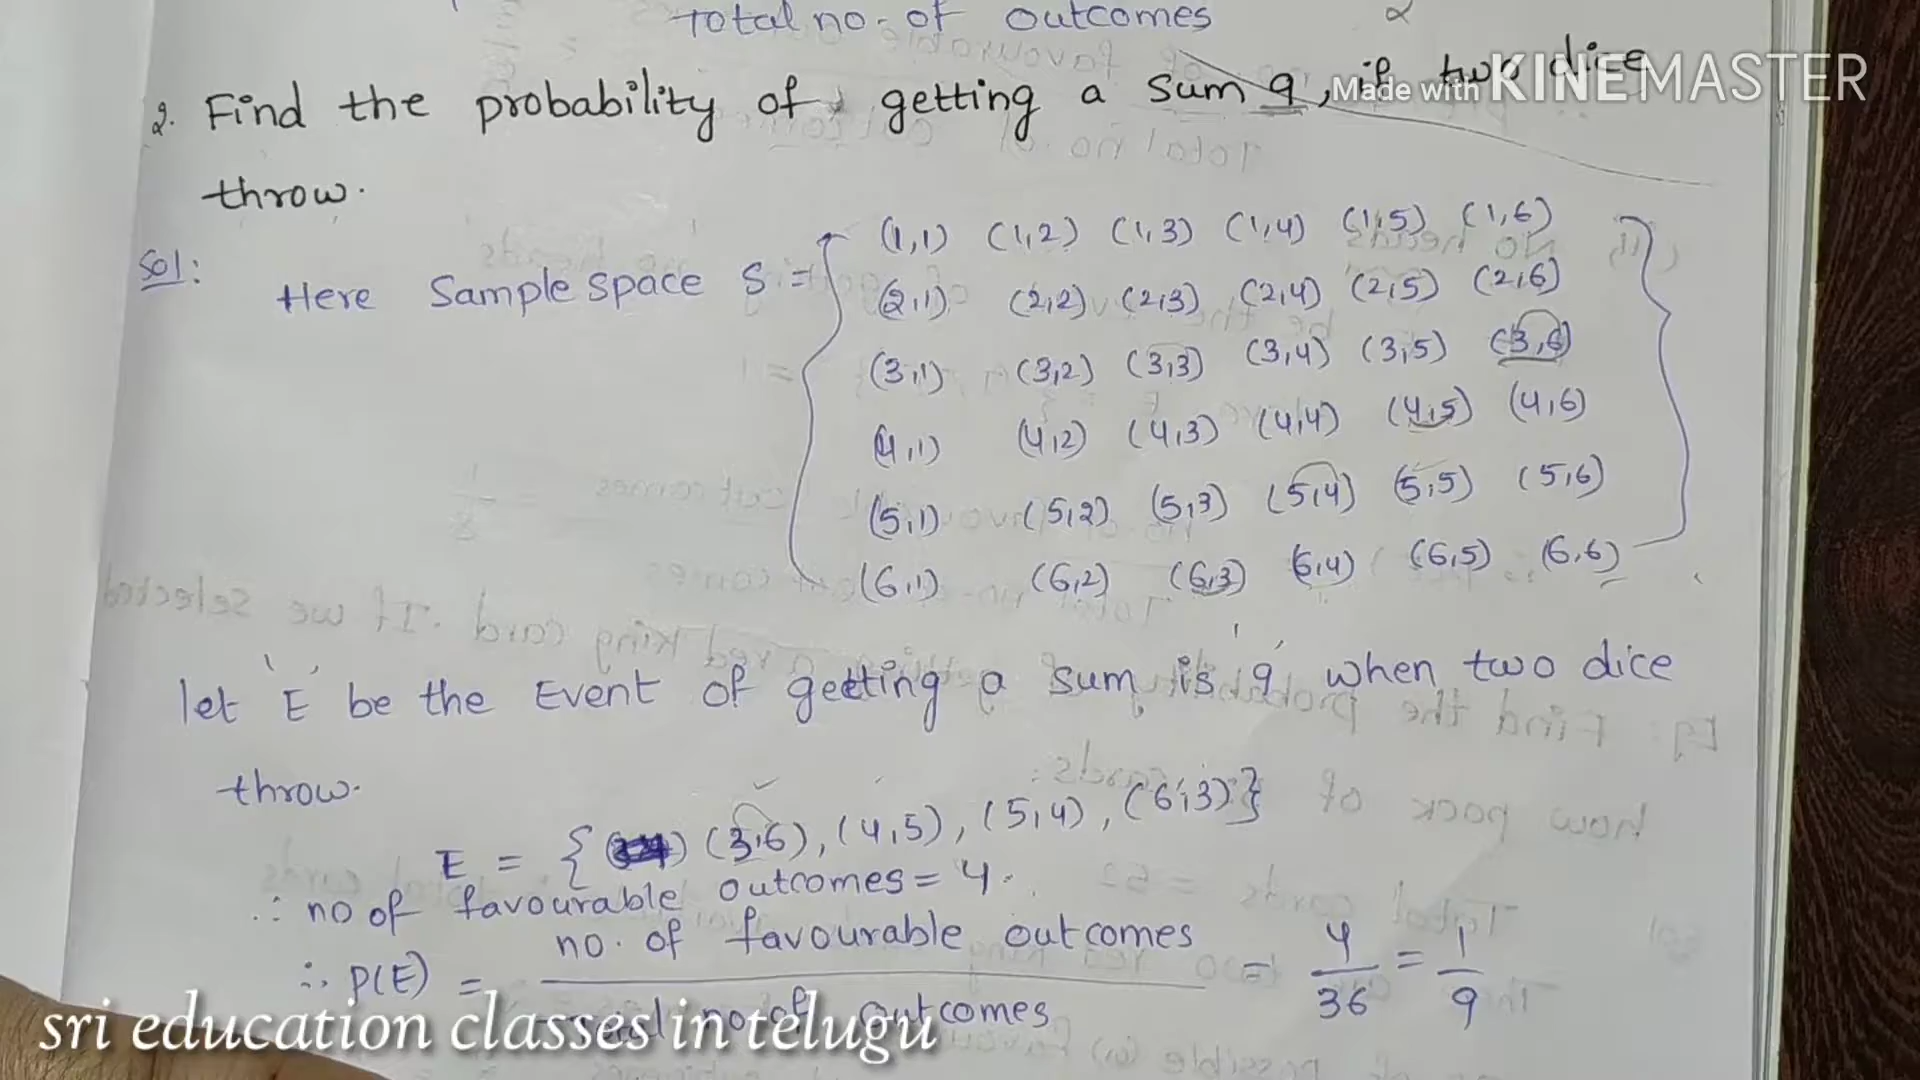 Total no. of outcomes
2. Find the probability of getting a sum 9, if two dice
Made with KINEMASTER
throw.
Sol:
Here Sample space S = {
(1,1) (1,2) (1,3) (1,4) (1,5) (1,6)
(2,1) (2,2) (2,3) (2,4) (2,5) (2,6)
(3,1) (3,2) (3,3) (3,4) (3,5) (3,6)
(4,1) (4,2) (4,3) (4,4) (4,5) (4,6)
(5,1) (5,2) (5,3) (5,4) (5,5) (5,6)
(6,1) (6,2) (6,3) (6,4) (6,5) (6,6) }
let 'E' be the Event of getting a sum is '9' when two dice
throw.
E = { (3,6), (4,5), (5,4), (6,3) }
∴ no of favourable outcomes = 4.
no. of favourable outcomes
∴ P(E) = = 4/36 = 1/9
no of outcomes
sri education classes in telugu